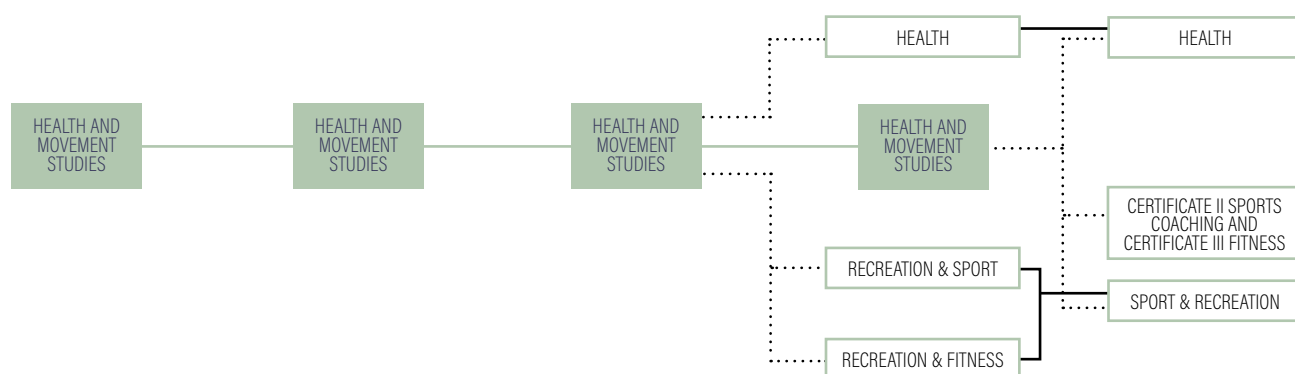 HEALTH
HEALTH
HEALTH AND
MOVEMENT
STUDIES
HEALTH AND
MOVEMENT
STUDIES
HEALTH AND
MOVEMENT
STUDIES
HEALTH AND
MOVEMENT
STUDIES
CERTIFICATE II SPORTS
COACHING AND
CERTIFICATE III FITNESS
RECREATION & SPORT
SPORT & RECREATION
RECREATION & FITNESS